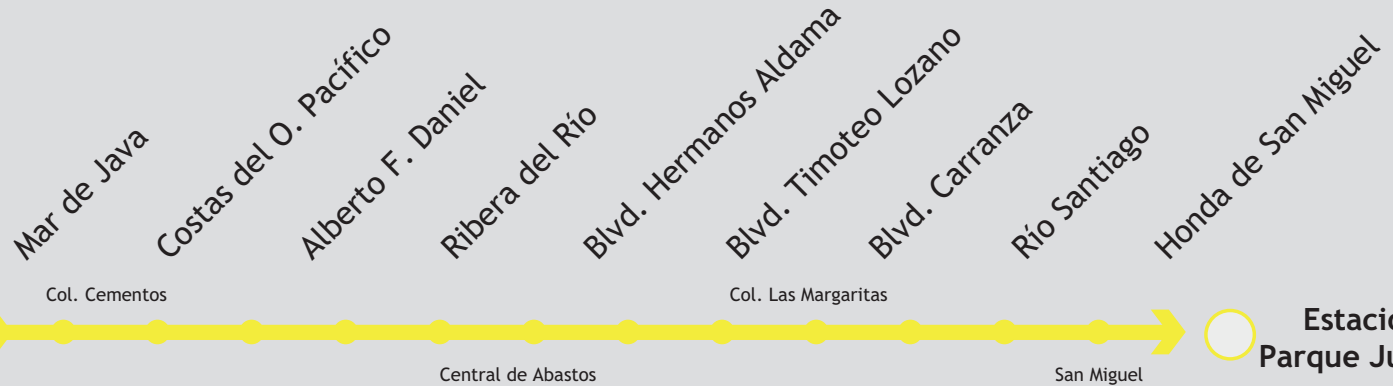 Mar de Java
Costas del O. Pacífico
Alberto F. Daniel
Ribera del Río
Blvd. Hermanos Aldama
Blvd. Timoteo Lozano
Blvd. Carranza
Río Santiago
Honda de San Miguel
Col. Cementos
Col. Las Margaritas
Parque
Central de Abastos
San Miguel